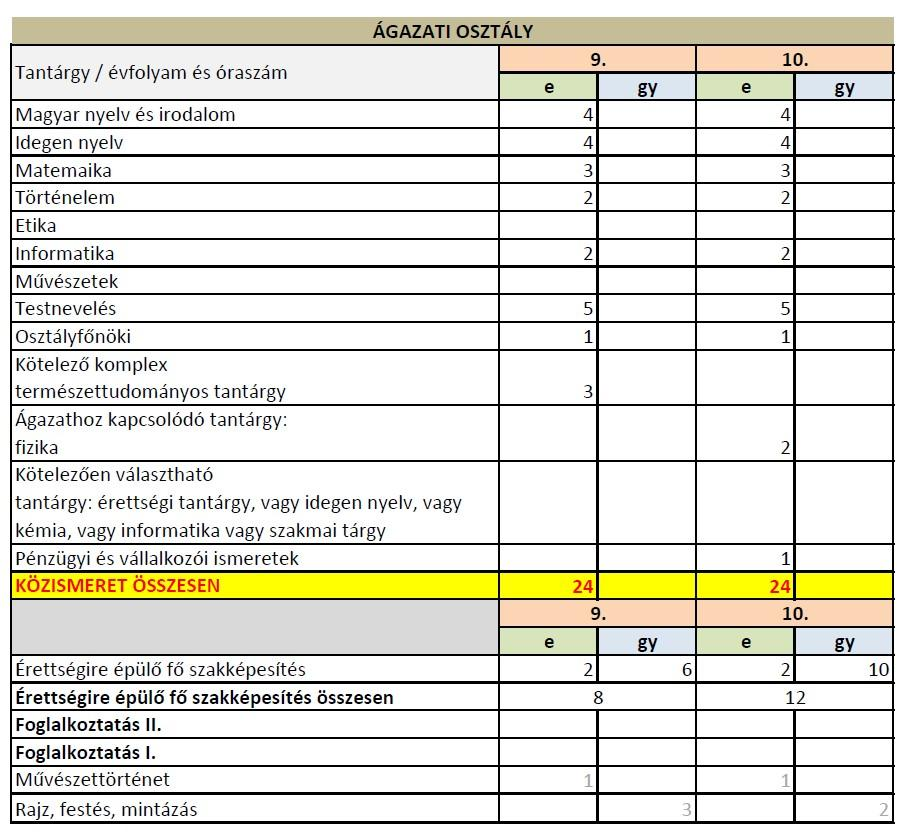 ÁGAZATI OSZTÁLY
Tantárgy / évfolyam és óraszám 9. 10.
e gy e gy
Magyar nyelv és irodalom 4 4
Idegen nyelv 4 4
Matemaika 3 3
Történelem 2 2
Etika
Informatika 2 2
Művészetek
Testnevelés 5 5
Osztályfőnöki 1 1
Kötelező komplex
természettudományos tantárgy 3
Ágazathoz kapcsolódó tantárgy:
fizika 2
Kötelezően választható
tantárgy: érettségi tantárgy, vagy idegen nyelv, vagy
kémia, vagy informatika vagy szakmai tárgy
Pénzügyi és vállalkozói ismeretek 1
KÖZISMERET ÖSSZESEN 24 24
9. 10.
e gy e gy
Érettségire épülő fő szakképesítés 2 6 2 10
Érettségire épülő fő szakképesítés összesen 8 12
Foglalkoztatás II.
Foglalkoztatás I.
Művészettörténet 1 1
Rajz, festés, mintázás 3 2